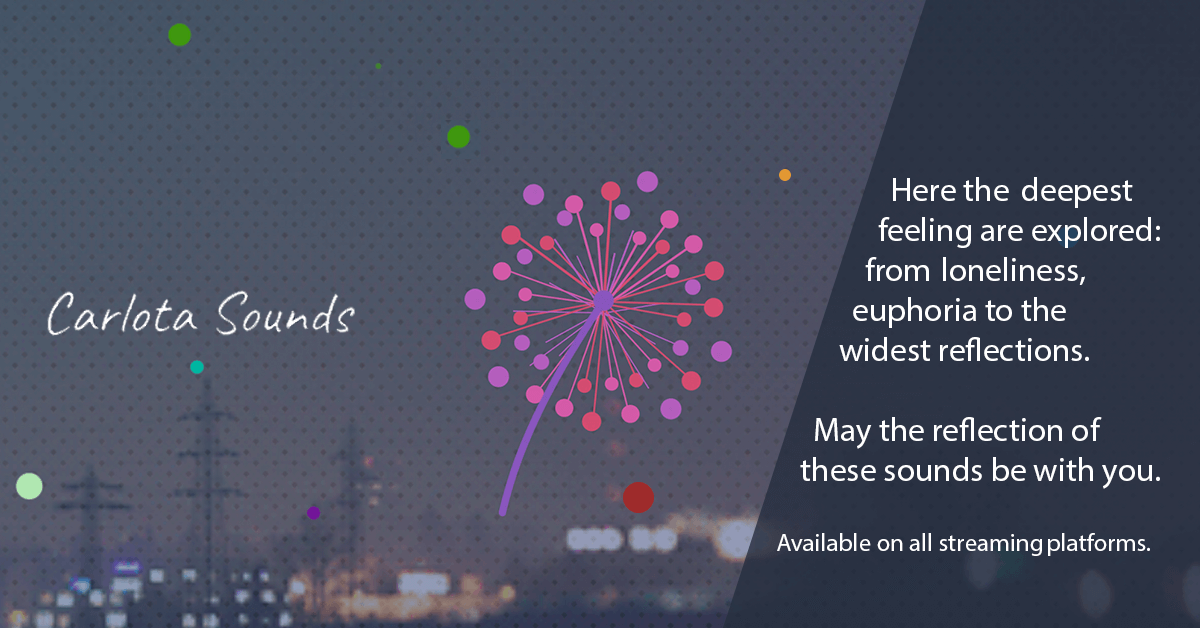 Carlota Sounds
Here the deepest
feeling are explored:
from loneliness,
euphoria to the
widest reflections.
May the reflection of
these sounds be with you.
Available on all streaming platforms.